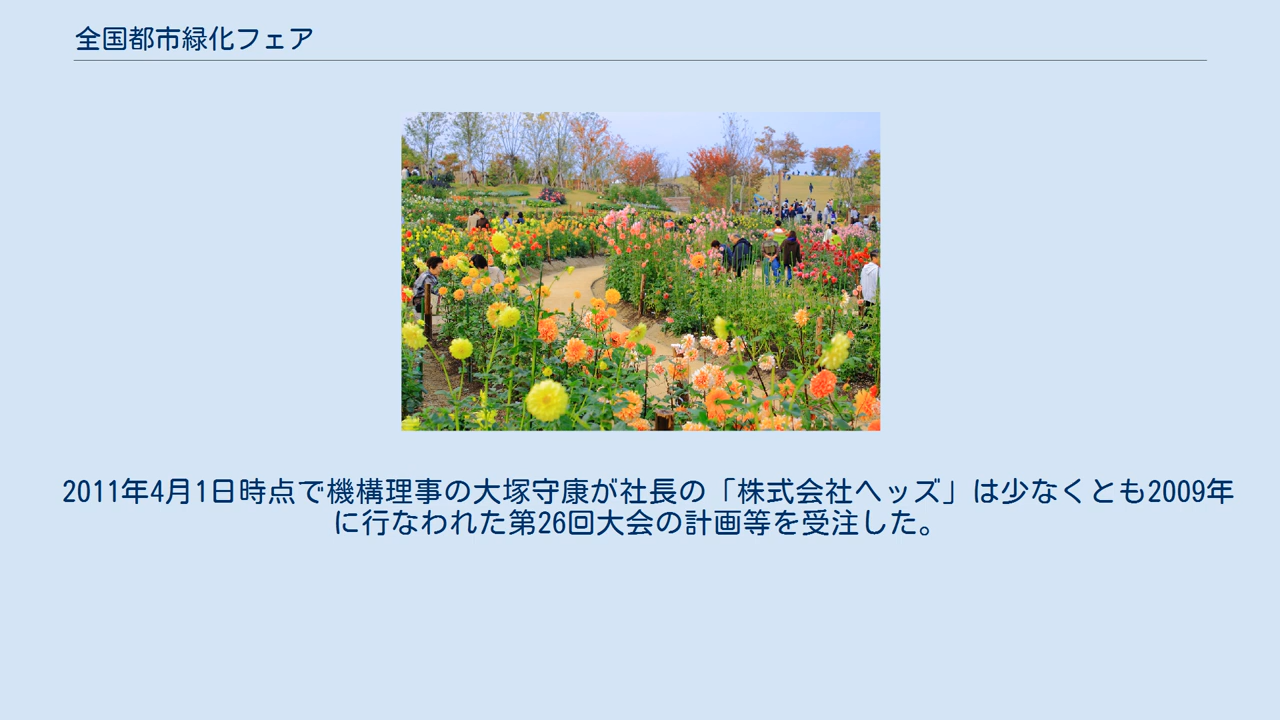 全国都市緑化フェア
2011年4月1日時点で機構理事の大塚守康が社長の「株式会社ヘッズ」は少なくとも2009年
に行なわれた第26回大会の計画等を受注した。